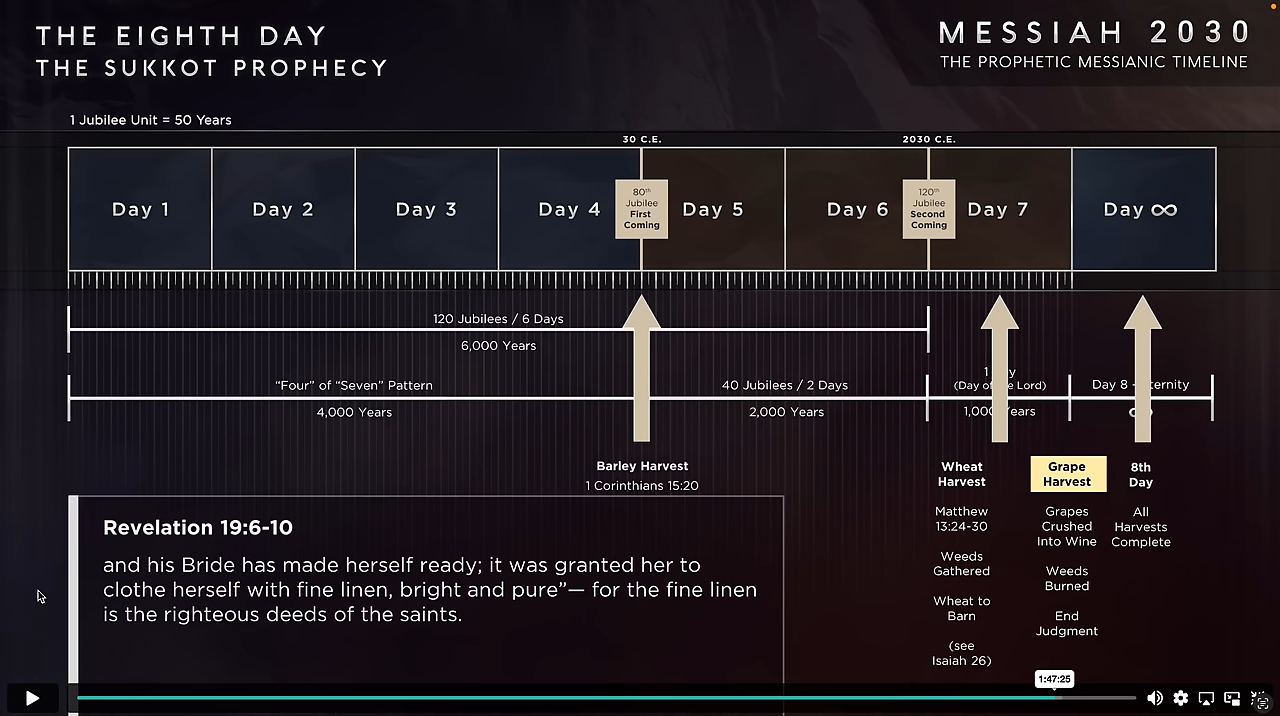 THE EIGHTH DAY
THE SUKKOT PROPHECY
MESSIAH 2030
THE PROPHETIC MESSIANIC TIMELINE
1 Jubilee Unit = 50 Years
30 C.E.
2030 C.E.
Day 1
Day 2
Day 3
Day 4
80th
Jubilee
First
Coming
Day 5
Day 6
120th
Jubilee
Second
Coming
Day 7
Day ∞
120 Jubilees / 6 Days
6,000 Years
“Four” of “Seven” Pattern
4,000 Years
40 Jubilees / 2 Days
2,000 Years
(Day of the Lord)
1,000 Years
Day 8 - Eternity
Barley Harvest
1 Corinthians 15:20
Wheat
Harvest
Matthew
13:24-30
Weeds
Gathered
Wheat to
Barn
(see
Isaiah 26)
Grape
Harvest
Grapes
Crushed
Into Wine
Weeds
Burned
End
Judgment
8th
Day
All
Harvests
Complete
Revelation 19:6-10
and his Bride has made herself ready; it was granted her to
clothe herself with fine linen, bright and pure”— for the fine linen
is the righteous deeds of the saints.
1:47:25